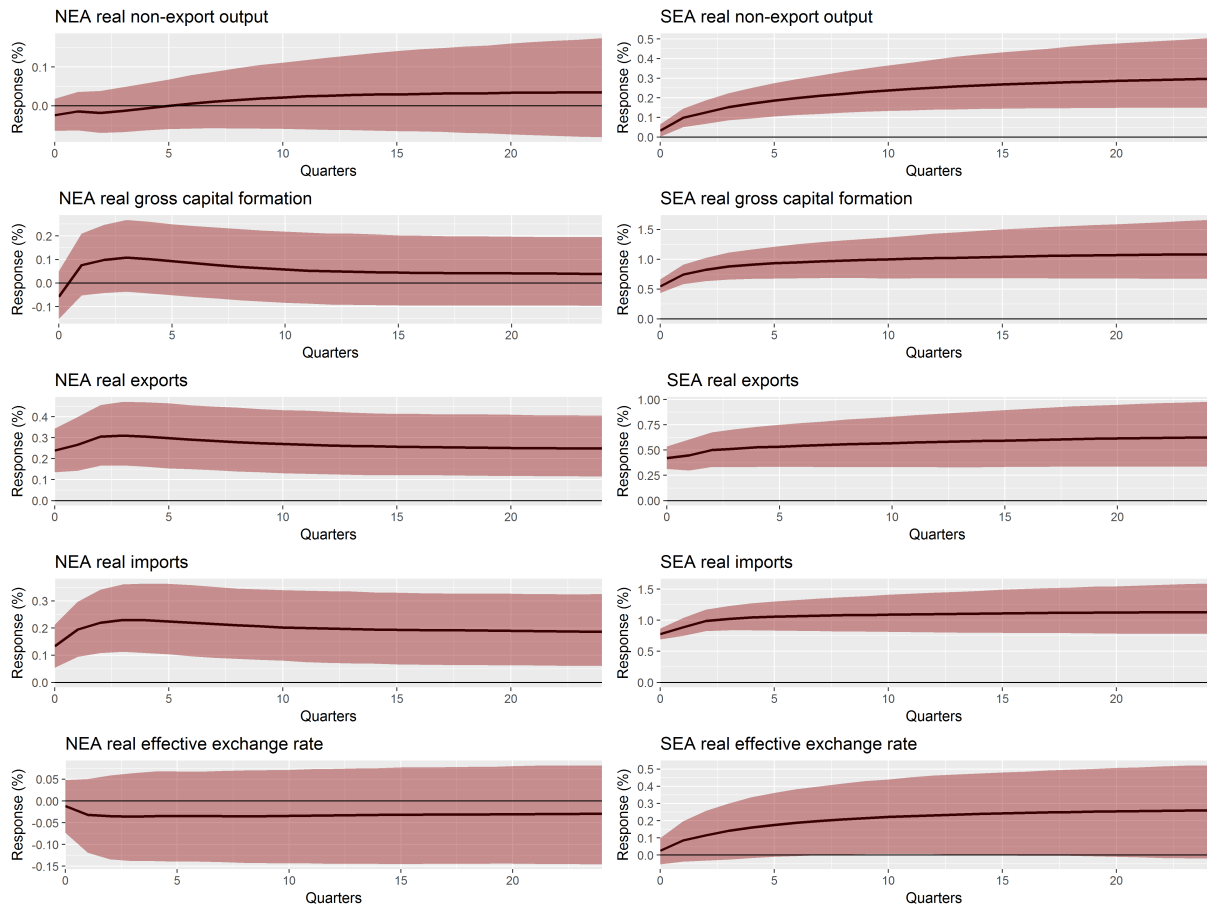 NEA real non-export output
Response (%)
0.1
0.0
0 5 10 15 20
Quarters
SEA real non-export output
Response (%)
0.5
0.4
0.3
0.2
0.1
0.0
0 5 10 15 20
Quarters
NEA real gross capital formation
Response (%)
0.2
0.1
0.0
-0.1
0 5 10 15 20
Quarters
SEA real gross capital formation
Response (%)
1.5
1.0
0.5
0.0
0 5 10 15 20
Quarters
NEA real exports
Response (%)
0.4
0.3
0.2
0.1
0.0
0 5 10 15 20
Quarters
SEA real exports
Response (%)
1.00
0.75
0.50
0.25
0.00
0 5 10 15 20
Quarters
NEA real imports
Response (%)
0.3
0.2
0.1
0.0
0 5 10 15 20
Quarters
SEA real imports
Response (%)
1.5
1.0
0.5
0.0
0 5 10 15 20
Quarters
NEA real effective exchange rate
Response (%)
0.05
0.00
-0.05
-0.10
-0.15
0 5 10 15 20
Quarters
SEA real effective exchange rate
Response (%)
0.5
0.4
0.3
0.2
0.1
0.0
0 5 10 15 20
Quarters